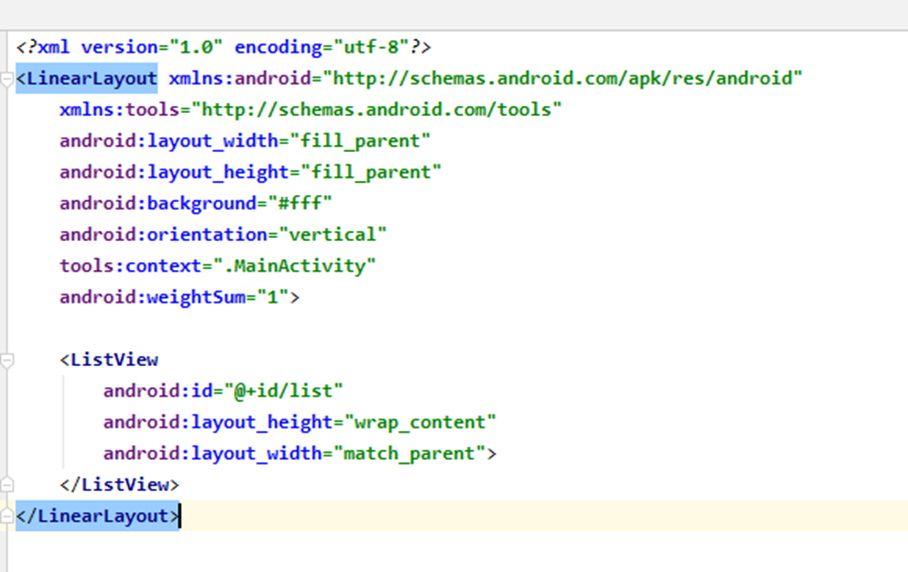 <?xml version="1.0" encoding="utf-8"?>
<LinearLayout xmlns:android="http://schemas.android.com/apk/res/android"
    xmlns:tools="http://schemas.android.com/tools"
    android:layout_width="fill_parent"
    android:layout_height="fill_parent"
    android:background="#fff"
    android:orientation="vertical"
    tools:context=".MainActivity"
    android:weightSum="1">

    <ListView
        android:id="@+id/list"
        android:layout_height="wrap_content"
        android:layout_width="match_parent">
    </ListView>
</LinearLayout>